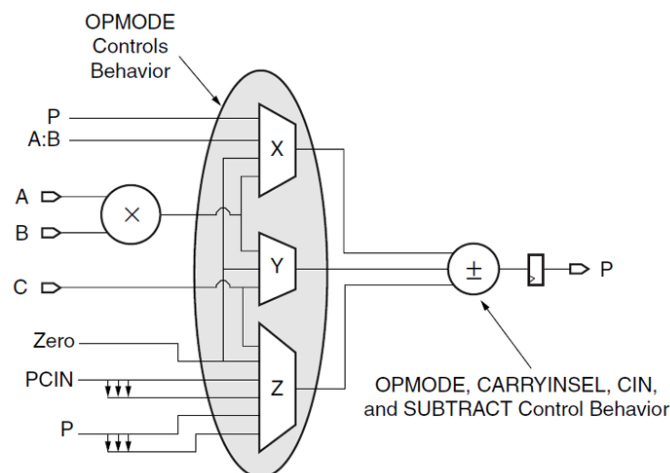 OPMODE
Controls
Behavior
P
A:B
X
A
×
B
Y
±
P
C
Zero
PCIN
Z
P
OPMODE, CARRYINSEL, CIN,
and SUBTRACT Control Behavior